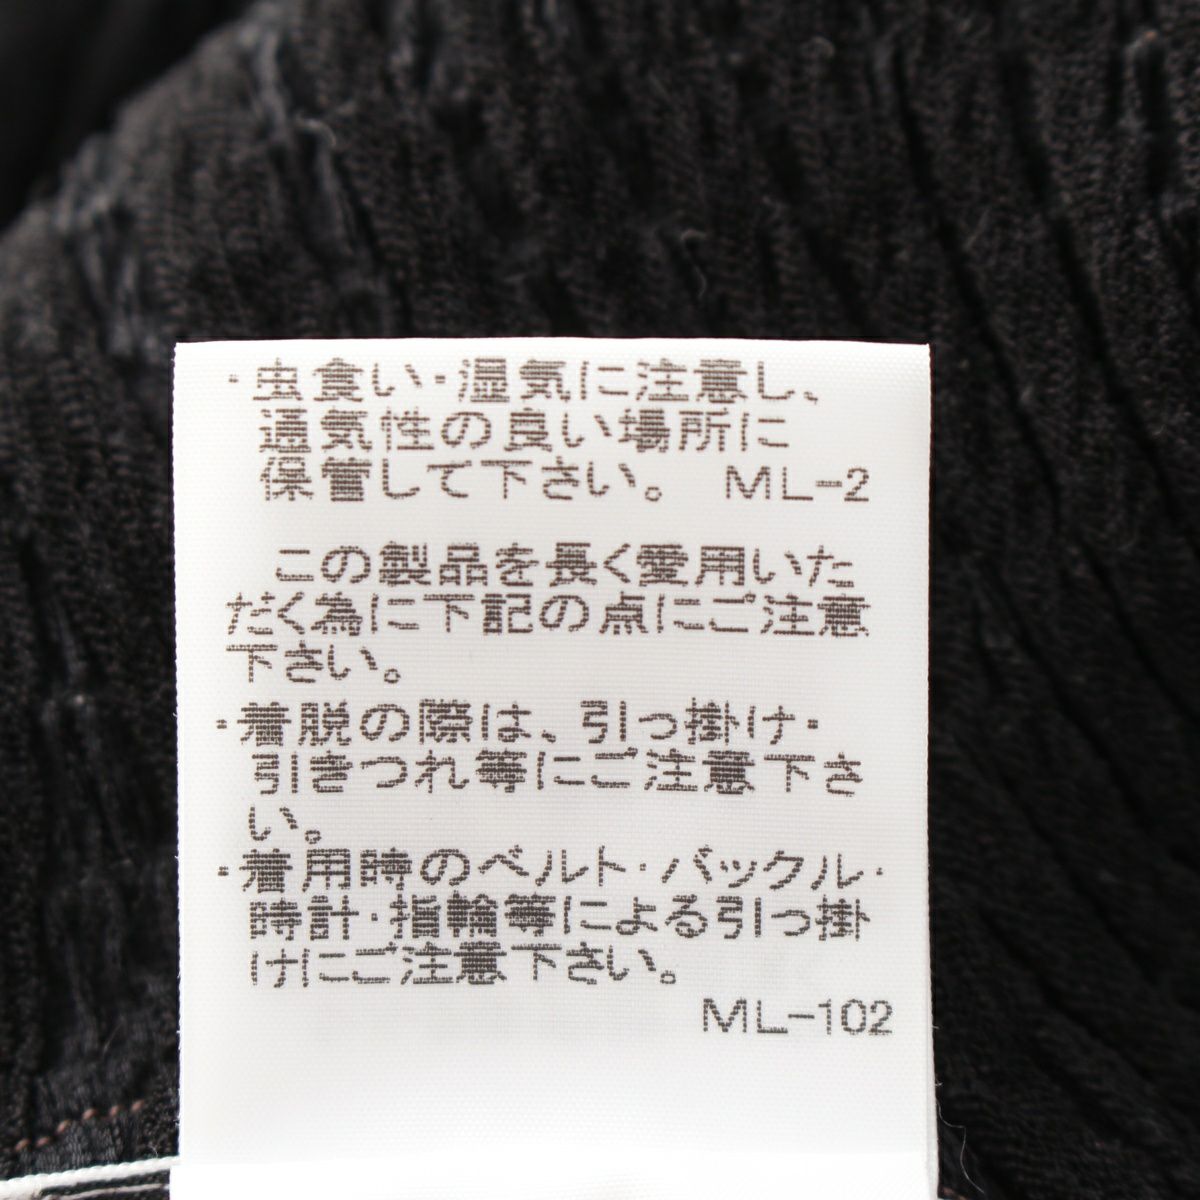 ・虫食い・湿気に注意し、
通気性の良い場所に
保管して下さい。 ML-2
この製品を長く愛用いた
だく為に下記の点にご注意
下さい。
・着脱の際は、引っ掛け・
引きつれ等にご注意下さ
い。
・着用時のベルト・バックル・
時計・指輪等による引っ掛
けにご注意下さい。
ML-102